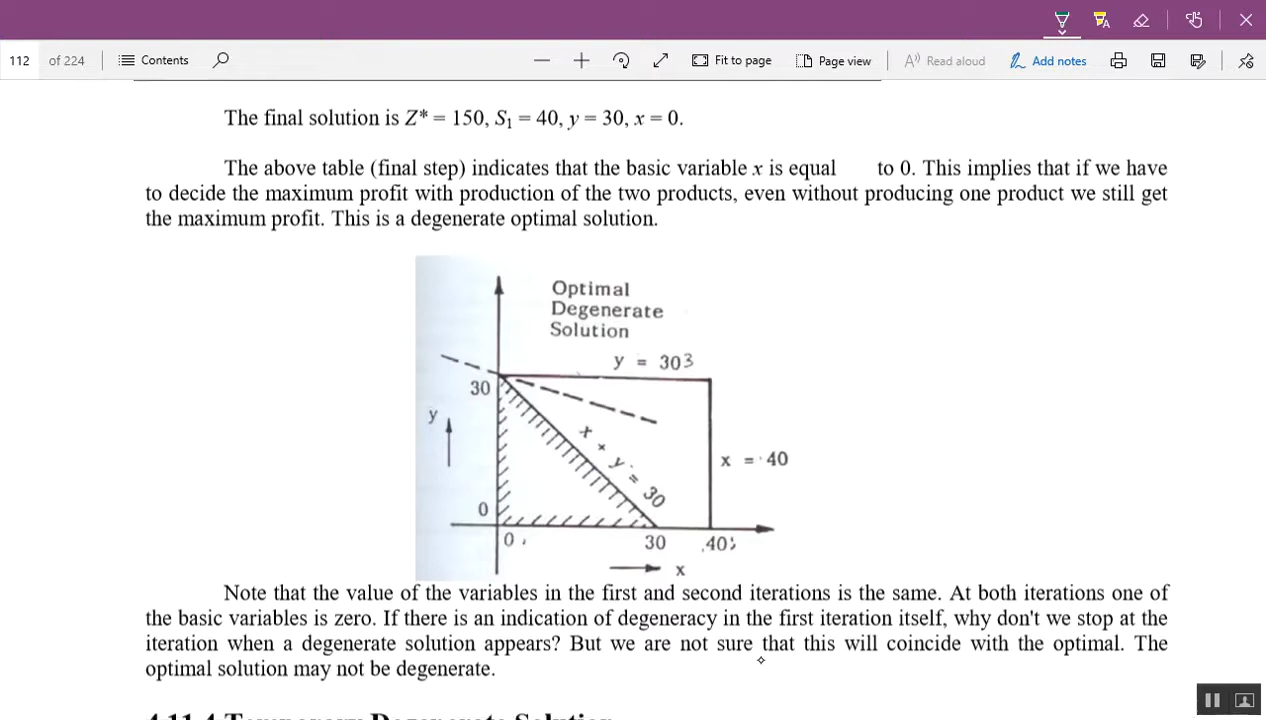 112 of 224 Contents Fit to page Page view Read aloud Add notes
The final solution is Z* = 150, S₁ = 40, y = 30, x = 0.
The above table (final step) indicates that the basic variable x is equal to 0. This implies that if we have
to decide the maximum profit with production of the two products, even without producing one product we still get
the maximum profit. This is a degenerate optimal solution.
Optimal
Degenerate
Solution
y = 30
30
y
x + y = 30
x = 40
0
0 30 40
x
Note that the value of the variables in the first and second iterations is the same. At both iterations one of
the basic variables is zero. If there is an indication of degeneracy in the first iteration itself, why don't we stop at the
iteration when a degenerate solution appears? But we are not sure that this will coincide with the optimal. The
optimal solution may not be degenerate.
4.11.4 Temporary Degenerate Solution